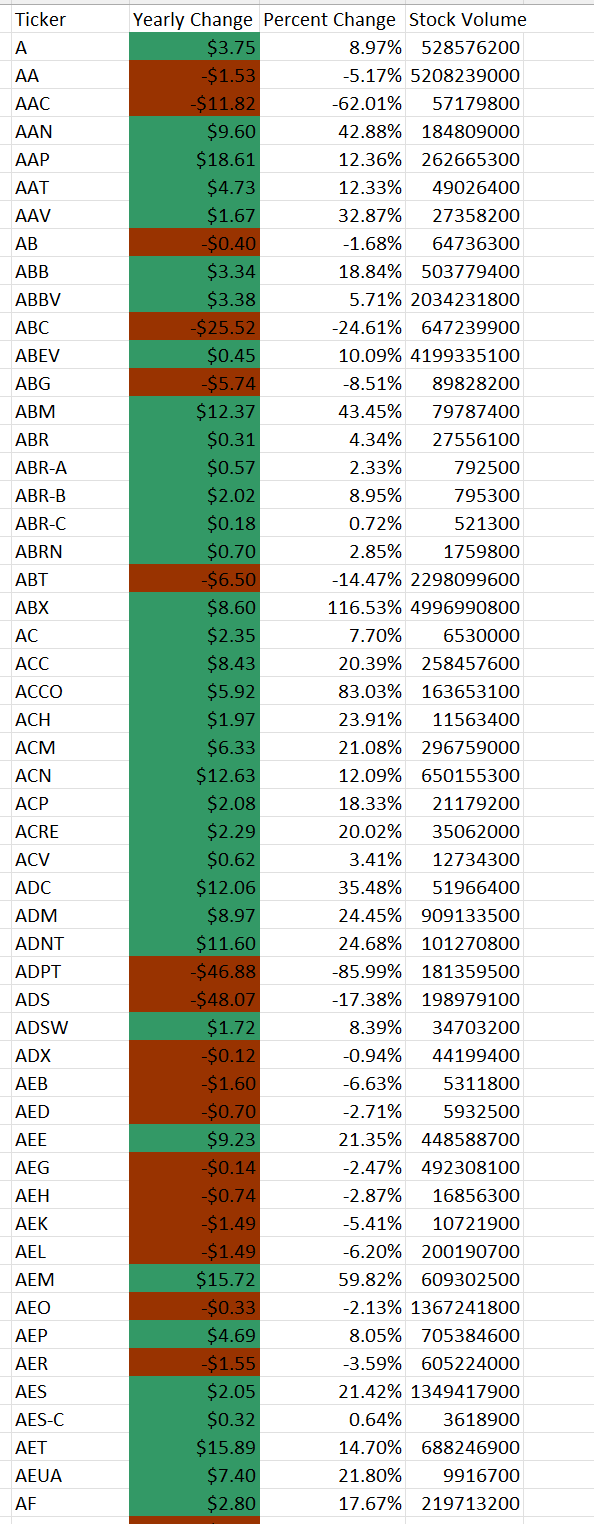 Ticker Yearly Change Percent Change Stock Volume
A $3.75 8.97% 528576200
AA -$1.53 -5.17% 5208239000
AAC -$11.82 -62.01% 57179800
AAN $9.60 42.88% 184809000
AAP $18.61 12.36% 262665300
AAT $4.73 12.33% 49026400
AAV $1.67 32.87% 27358200
AB -$0.40 -1.68% 64736300
ABB $3.34 18.84% 503779400
ABBV $3.38 5.71% 2034231800
ABC -$25.52 -24.61% 647239900
ABEV $0.45 10.09% 4199335100
ABG -$5.74 -8.51% 89828200
ABM $12.37 43.45% 79787400
ABR $0.31 4.34% 27556100
ABR-A $0.57 2.33% 792500
ABR-B $2.02 8.95% 795300
ABR-C $0.18 0.72% 521300
ABRN $0.70 2.85% 1759800
ABT -$6.50 -14.47% 2298099600
ABX $8.60 116.53% 4996990800
AC $2.35 7.70% 6530000
ACC $8.43 20.39% 258457600
ACCO $5.92 83.03% 163653100
ACH $1.97 23.91% 11563400
ACM $6.33 21.08% 296759000
ACN $12.63 12.09% 650155300
ACP $2.08 18.33% 21179200
ACRE $2.29 20.02% 35062000
ACV $0.62 3.41% 12734300
ADC $12.06 35.48% 51966400
ADM $8.97 24.45% 909133500
ADNT $11.60 24.68% 101270800
ADPT -$46.88 -85.99% 181359500
ADS -$48.07 -17.38% 198979100
ADSW $1.72 8.39% 34703200
ADX -$0.12 -0.94% 44199400
AEB -$1.60 -6.63% 5311800
AED -$0.70 -2.71% 5932500
AEE $9.23 21.35% 448588700
AEG -$0.14 -2.47% 492308100
AEH -$0.74 -2.87% 16856300
AEK -$1.49 -5.41% 10721900
AEL -$1.49 -6.20% 200190700
AEM $15.72 59.82% 609302500
AEO -$0.33 -2.13% 1367241800
AEP $4.69 8.05% 705384600
AER -$1.55 -3.59% 605224000
AES $2.05 21.42% 1349417900
AES-C $0.32 0.64% 3618900
AET $15.89 14.70% 688246900
AEUA $7.40 21.80% 9916700
AF $2.80 17.67% 219713200